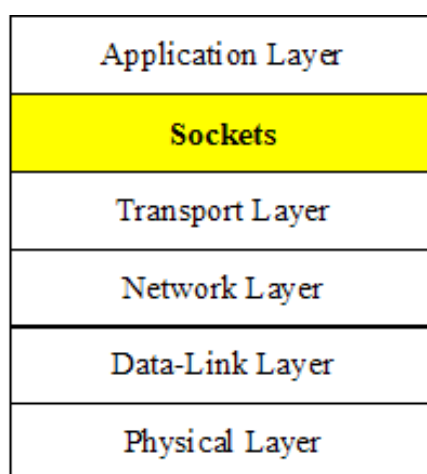 Application Layer
Sockets
Transport Layer
Network Layer
Data-Link Layer
Physical Layer